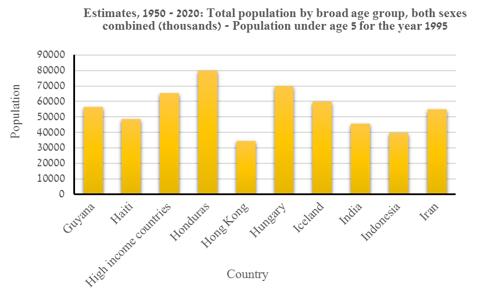 Estimates, 1950 - 2020: Total population by broad age group, both sexes
combined (thousands) - Population under age 5 for the year 1995
90000
80000
70000
60000
50000
40000
30000
20000
10000
0
Population
Guyana
Haiti
High income countries
Honduras
Hong Kong
Hungary
Iceland
India
Indonesia
Iran
Country